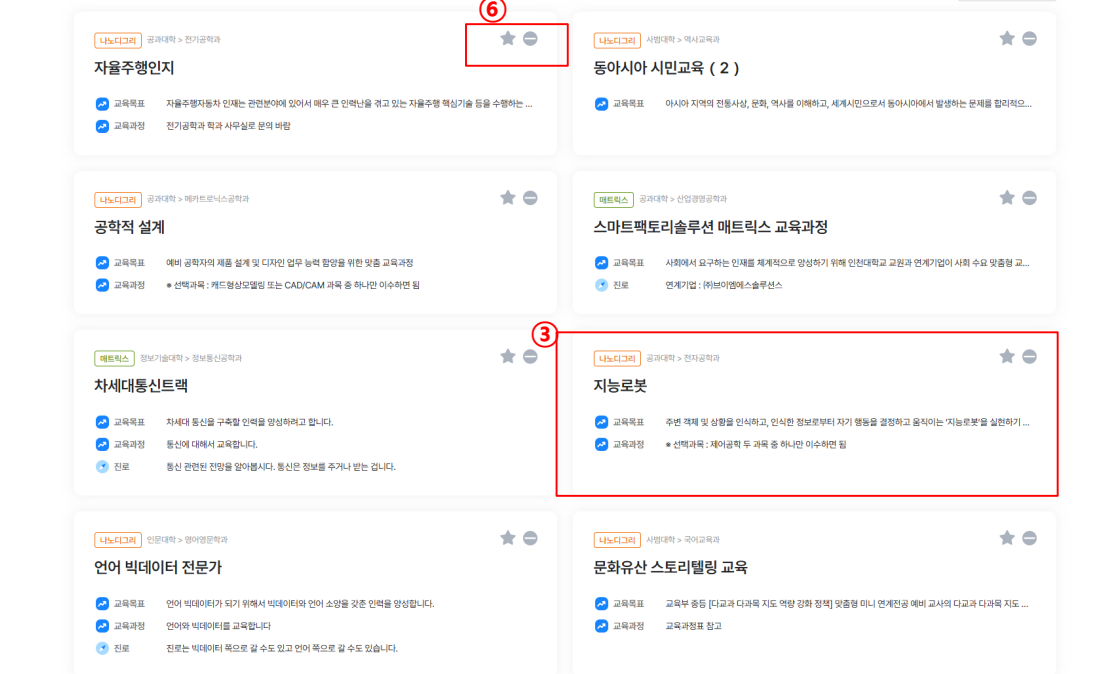 ⑥
나노디그리 공과대학 > 전기공학과
자율주행인지
교육목표 자율주행자동차 인재는 관련분야에 있어서 매우 큰 인력난을 겪고 있는 자율주행 핵심기술 등을 수행하는 ...
교육과정 전기공학과 학과 사무실로 문의 바람
나노디그리 사범대학 > 역사교육과
동아시아 시민교육 ( 2 )
교육목표 아시아 지역의 전통사상, 문화, 역사를 이해하고, 세계시민으로서 동아시아에서 발생하는 문제를 합리적으...
나노디그리 공과대학 > 메카트로닉스공학과
공학적 설계
교육목표 예비 공학자의 제품 설계 및 디자인 업무 능력 함양을 위한 맞춤 교육과정
교육과정 ※ 선택과목 : 캐드형상모델링 또는 CAD/CAM 과목 중 하나만 이수하면 됨
매트릭스 공과대학 > 산업경영공학과
스마트팩토리솔루션 매트릭스 교육과정
교육목표 사회에서 요구하는 인재를 체계적으로 양성하기 위해 인천대학교 교원과 연계기업이 사회 수요 맞춤형 교...
진로 연계기업 : ㈜브이엠에스솔루션스
매트릭스 정보기술대학 > 정보통신공학과
차세대통신트랙
교육목표 차세대 통신을 구축할 인력을 양성하려고 합니다.
교육과정 통신에 대해서 교육합니다.
진로 통신 관련된 전망을 알아봅시다. 통신은 정보를 주거나 받는 겁니다.
③
나노디그리 공과대학 > 전자공학과
지능로봇
교육목표 주변 객체 및 상황을 인식하고, 인식한 정보로부터 자기 행동을 결정하고 움직이는 '지능로봇'을 실현하기 ...
교육과정 ※ 선택과목 : 제어공학 두 과목 중 하나만 이수하면 됨
나노디그리 인문대학 > 영어영문학과
언어 빅데이터 전문가
교육목표 언어 빅데이터가 되기 위해서 빅데이터와 언어 소양을 갖춘 인력을 양성합니다.
교육과정 언어와 빅데이터를 교육합니다
진로 진로는 빅데이터 쪽으로 갈 수도 있고 언어 쪽으로 갈 수도 있습니다.
나노디그리 사범대학 > 국어교육과
문화유산 스토리텔링 교육
교육목표 교육부 중등 [다교과 다과목 지도 역량 강화 정책] 맞춤형 미니 연계전공 예비 교사의 다교과 다과목 지도 ...
교육과정 교육과정표 참고